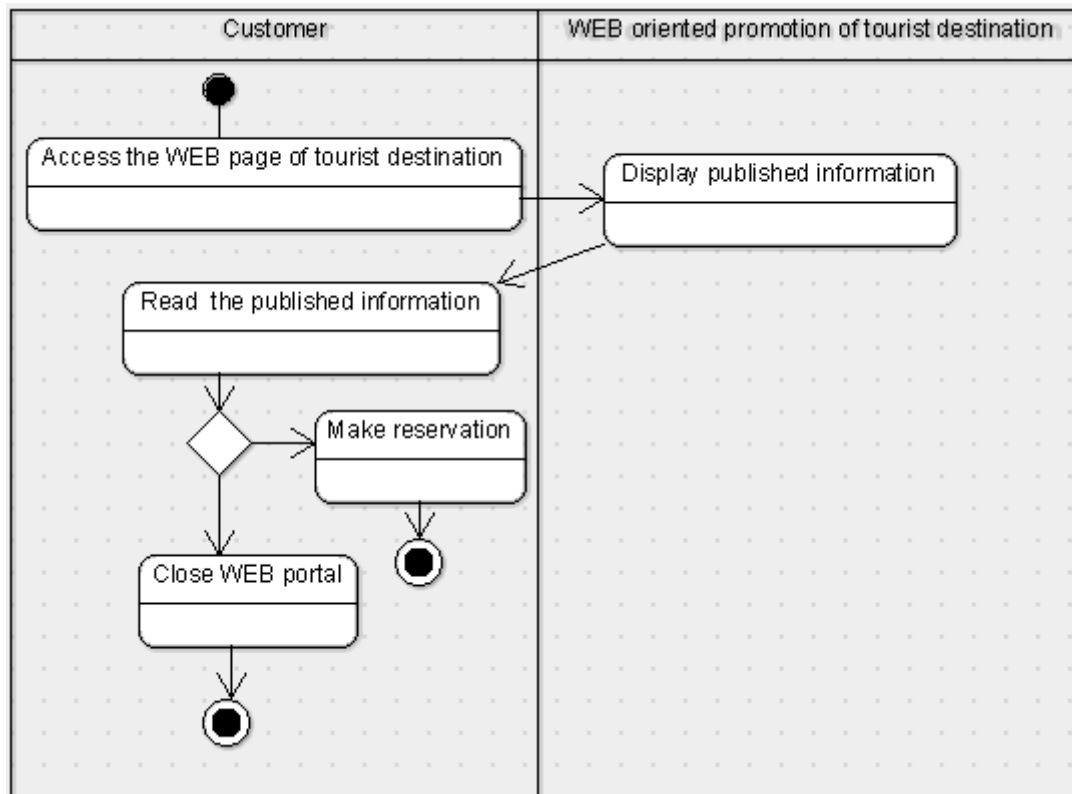 Customer
WEB oriented promotion of tourist destination
Access the WEB page of tourist destination
Display published information
Read the published information
Make reservation
Close WEB portal